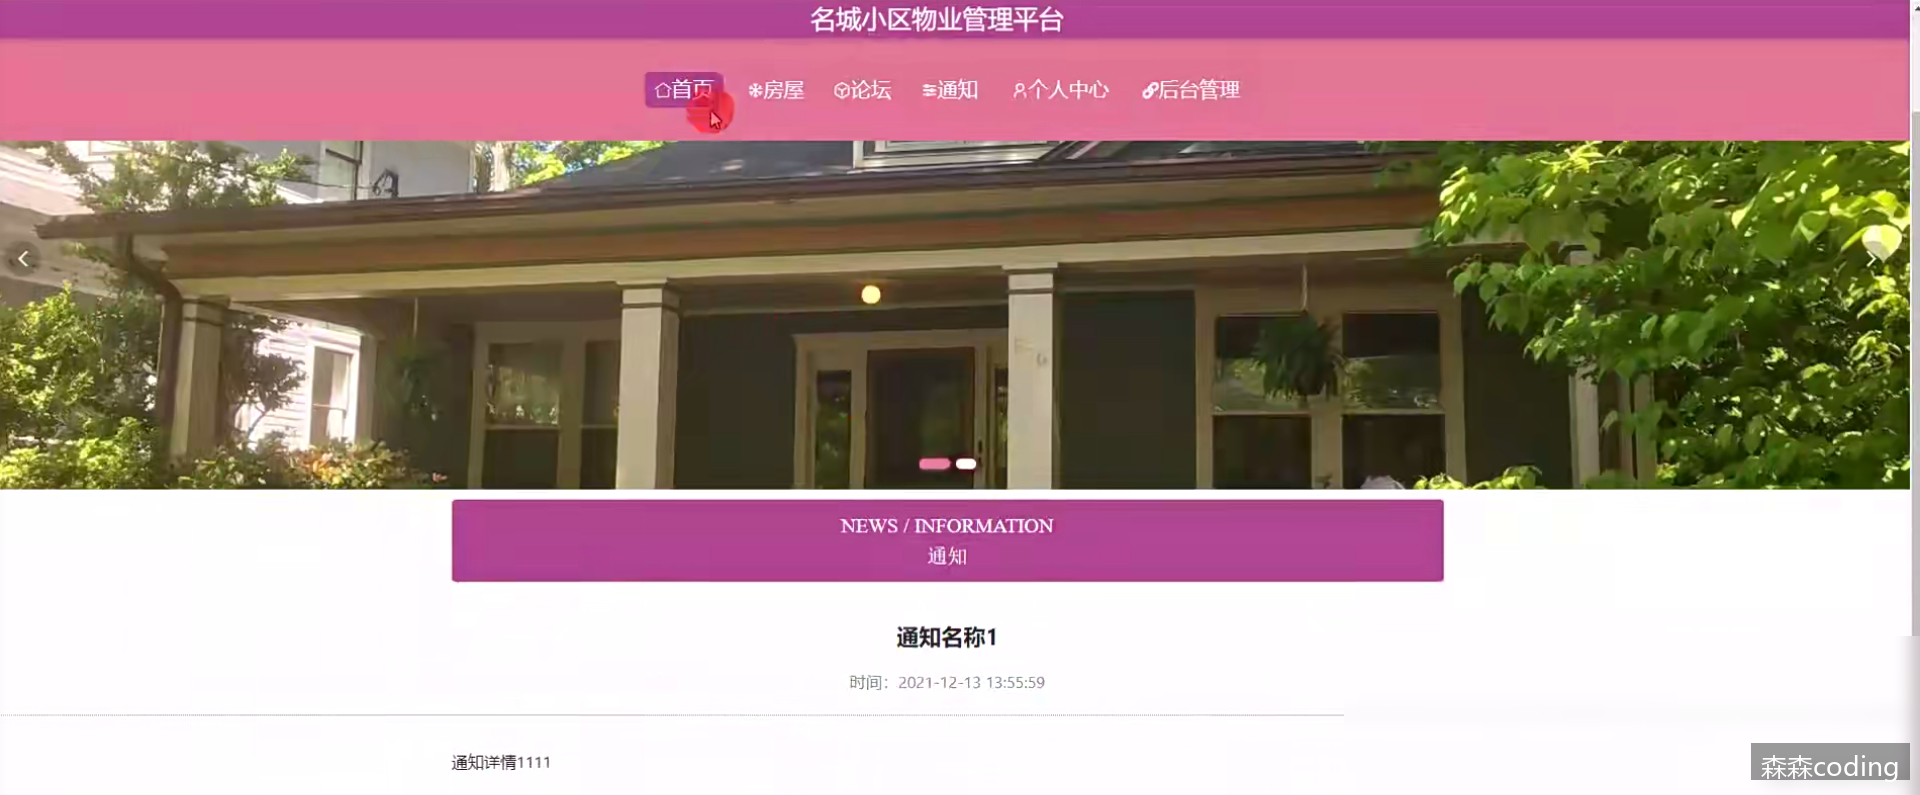 名城小区物业管理平台
首页 房屋 论坛 通知 个人中心 后台管理
NEWS / INFORMATION
通知
通知名称1
时间：2021-12-13 13:55:59
通知详情1111
森森coding